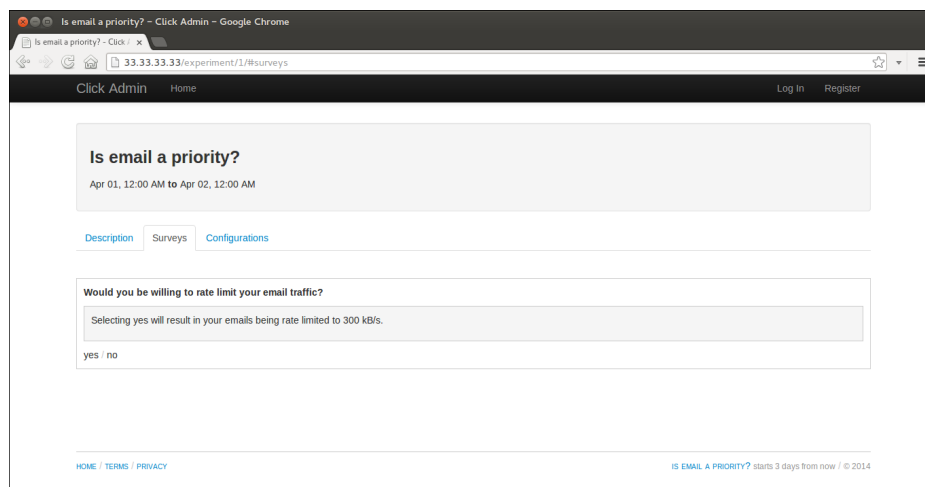 Is email a priority? – Click Admin – Google Chrome
Is email a priority? - Click
33.33.33.33/experiment/1/#surveys
Click Admin Home Log In Register
Is email a priority?
Apr 01, 12:00 AM to Apr 02, 12:00 AM
Description Surveys Configurations
Would you be willing to rate limit your email traffic?
Selecting yes will result in your emails being rate limited to 300 kB/s.
yes / no
HOME / TERMS / PRIVACY IS EMAIL A PRIORITY? starts 3 days from now / © 2014